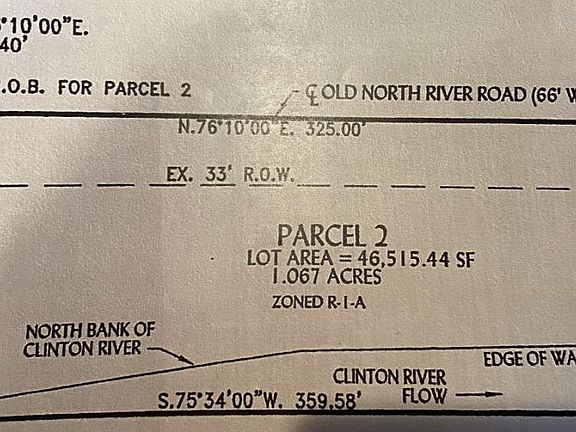 °10'00"E.
40'
.O.B. FOR PARCEL 2
℄ OLD NORTH RIVER ROAD (66' W
N.76°10'00"E. 325.00'
EX. 33' R.O.W.
PARCEL 2
LOT AREA = 46,515.44 SF
1.067 ACRES
ZONED R-1-A
NORTH BANK OF
CLINTON RIVER
EDGE OF WA
CLINTON RIVER
FLOW
S.75°34'00"W. 359.58'